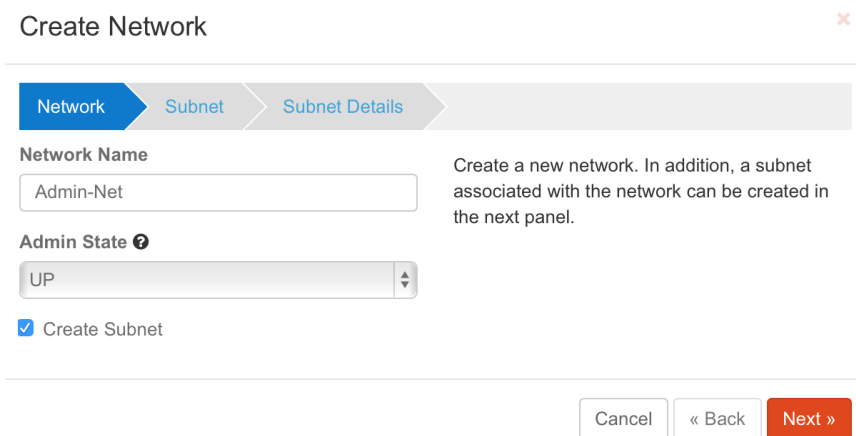 Create Network
×
Network Subnet Subnet Details
Network Name
Admin-Net
Create a new network. In addition, a subnet
associated with the network can be created in
the next panel.
Admin State ?
UP
Create Subnet
Cancel « Back Next »